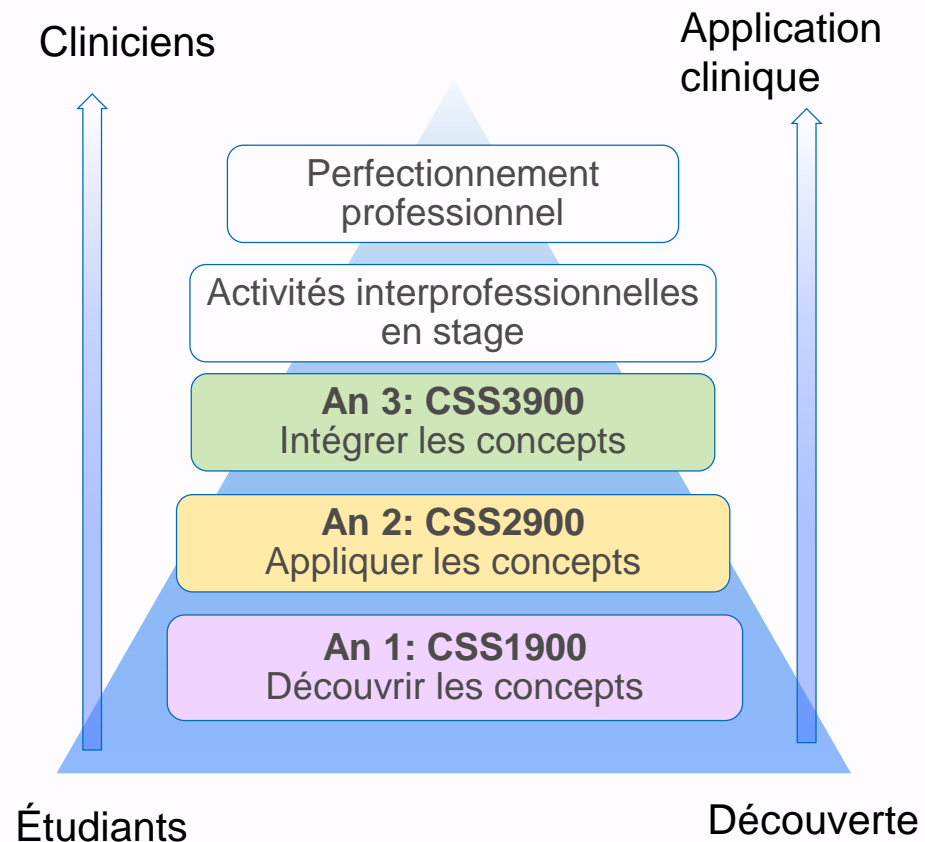 Cliniciens
Application
clinique
Perfectionnement
professionnel
Activités interprofessionnelles
en stage
An 3: CSS3900
Intégrer les concepts
An 2: CSS2900
Appliquer les concepts
An 1: CSS1900
Découvrir les concepts
Étudiants
Découverte